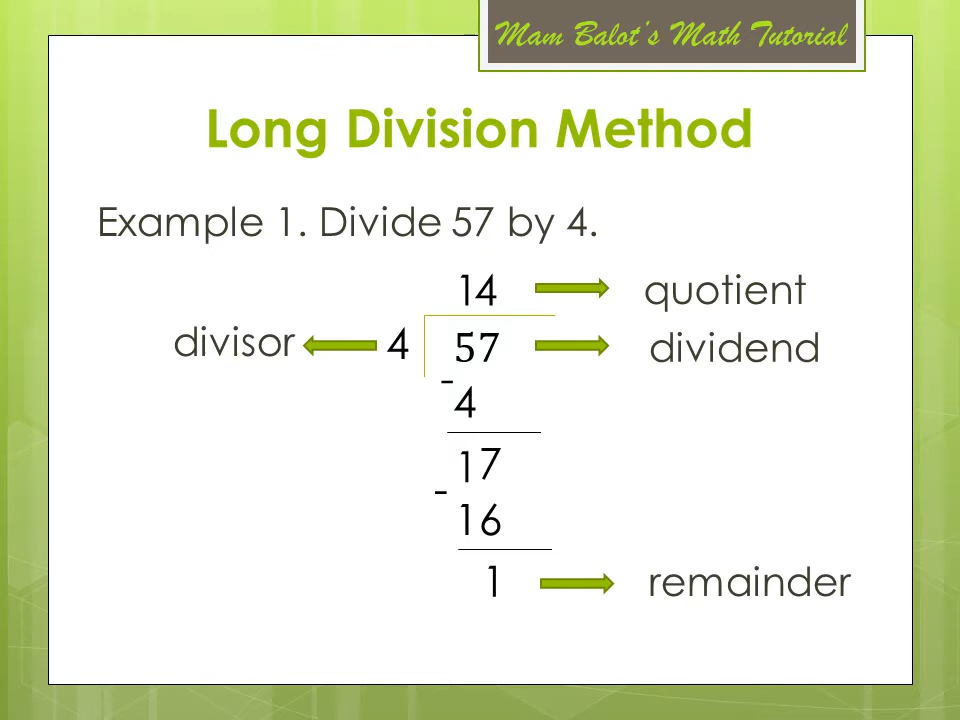 Mam Balot's Math Tutorial
Long Division Method
Example 1. Divide 57 by 4.
14 quotient
divisor 4 57 dividend
-
4
17
-
16
1 remainder